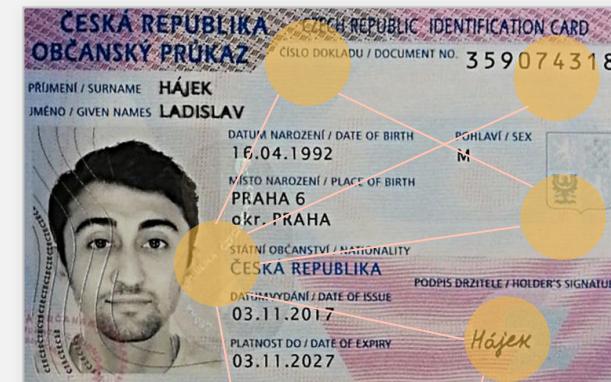 ČESKÁ REPUBLIKA CZECH REPUBLIC IDENTIFICATION CARD
OBČANSKÝ PRŮKAZ ČÍSLO DOKLADU / DOCUMENT NO. 359074318
PŘÍJMENÍ / SURNAME HÁJEK
JMÉNO / GIVEN NAMES LADISLAV
DATUM NAROZENÍ / DATE OF BIRTH POHLAVÍ / SEX
16.04.1992 M
MÍSTO NAROZENÍ / PLACE OF BIRTH
PRAHA 6
okr. PRAHA
STÁTNÍ OBČANSTVÍ / NATIONALITY
ČESKÁ REPUBLIKA
PODPIS DRŽITELE / HOLDER'S SIGNATU
DATUM VYDÁNÍ / DATE OF ISSUE
03.11.2017
Hájek
PLATNOST DO / DATE OF EXPIRY
03.11.2027